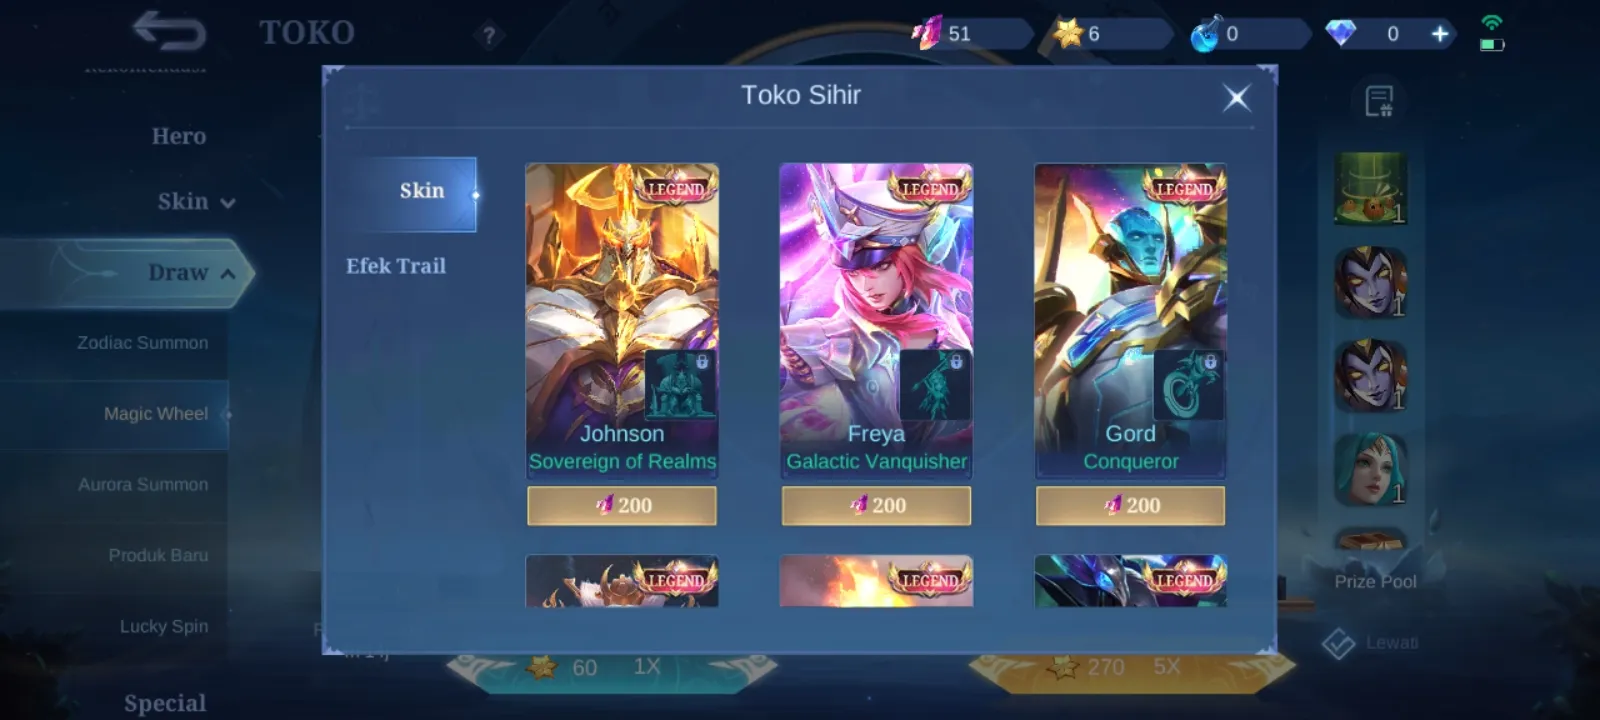 TOKO
?
51
6
0
0
Toko Sihir
Hero
Skin
Draw
Zodiac Summon
Magic Wheel
Aurora Summon
Produk Baru
Lucky Spin
Special
Skin
Efek Trail
LEGEND
LEGEND
LEGEND
Johnson
Sovereign of Realms
200
Freya
Galactic Vanquisher
200
Gord
Conqueror
200
LEGEND
LEGEND
LEGEND
1
1
1
1
Prize Pool
Lewati
60 1X
270 5X